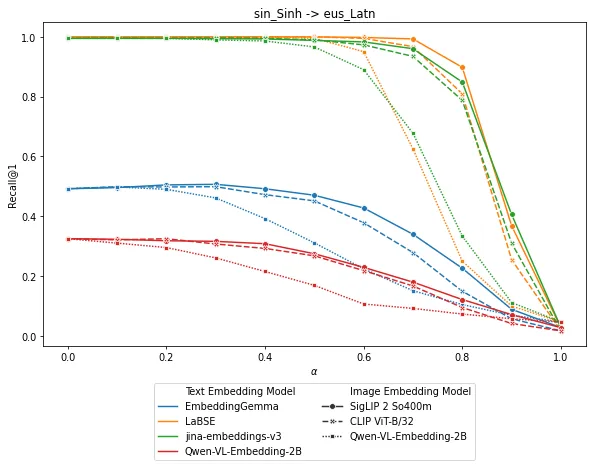 sin_Sinh -> eus_Latn
Recall@1
1.0
0.8
0.6
0.4
0.2
0.0
0.0 0.2 0.4 0.6 0.8 1.0
α
Text Embedding Model Image Embedding Model
EmbeddingGemma SigLIP 2 So400m
LaBSE CLIP ViT-B/32
jina-embeddings-v3 Qwen-VL-Embedding-2B
Qwen-VL-Embedding-2B